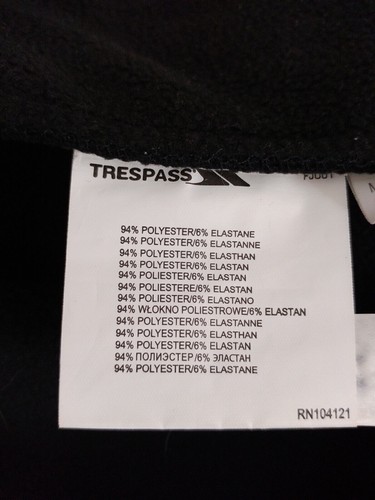 TRESPASS
94% POLYESTER/6% ELASTANE
94% POLYESTER/6% ELASTANNE
94% POLYESTER/6% ELASTHAN
94% POLYESTER/6% ELASTAN
94% POLIESTER/6% ELASTAN
94% POLIESTERE/6% ELASTAN
94% POLIESTER/6% ELASTANO
94% WŁOKNO POLIESTROWE/6% ELASTAN
94% POLYESTER/6% ELASTANNE
94% POLYESTER/6% ELASTHAN
94% POLYESTER/6% ELASTAN
94% ПОЛИЭСТЕР/6% ЭЛАСТАН
94% POLYESTER/6% ELASTANE
RN104121